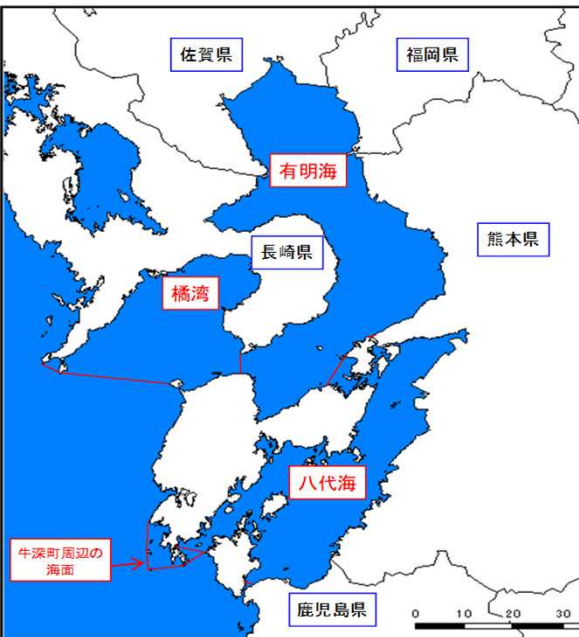 佐賀県
福岡県
有明海
長崎県
熊本県
橘湾
八代海
牛深町周辺の
海面
鹿児島県
0 10 20 30